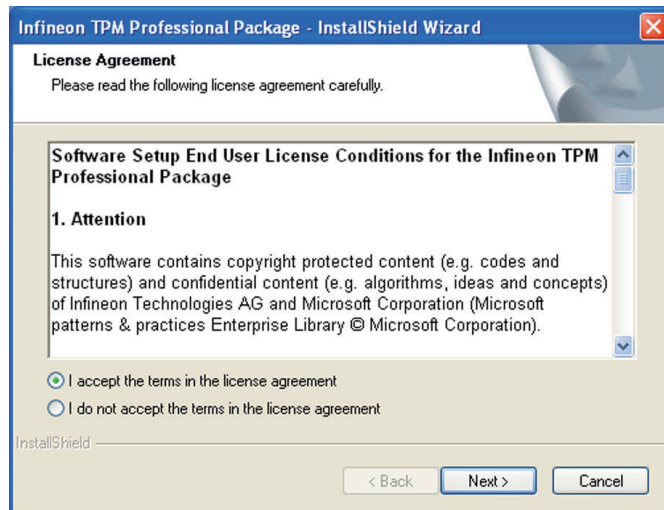 Infineon TPM Professional Package - InstallShield Wizard
License Agreement
Please read the following license agreement carefully.
Software Setup End User License Conditions for the Infineon TPM
Professional Package
1. Attention
This software contains copyright protected content (e.g. codes and
structures) and confidential content (e.g. algorithms, ideas and concepts)
of Infineon Technologies AG and Microsoft Corporation (Microsoft
patterns & practices Enterprise Library © Microsoft Corporation).
I accept the terms in the license agreement
I do not accept the terms in the license agreement
InstallShield
< Back Next > Cancel